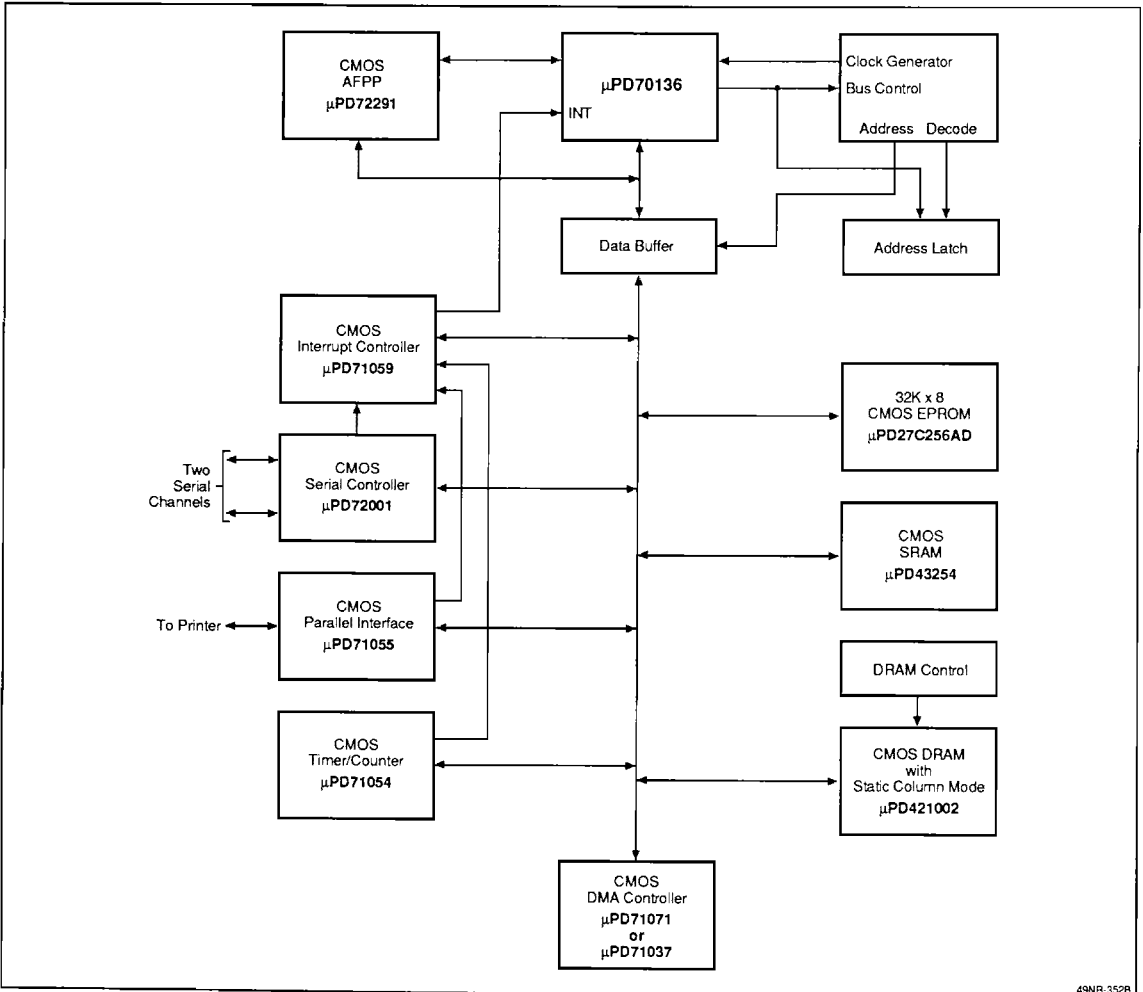 CMOS
AFPP
μPD72291
μPD70136
INT
Clock Generator
Bus Control
Address Decode
Data Buffer
Address Latch
CMOS
Interrupt Controller
μPD71059
32K x 8
CMOS EPROM
μPD27C256AD
Two
Serial
Channels
CMOS
Serial Controller
μPD72001
CMOS
SRAM
μPD43254
To Printer
CMOS
Parallel Interface
μPD71055
DRAM Control
CMOS
Timer/Counter
μPD71054
CMOS DRAM
with
Static Column Mode
μPD421002
CMOS
DMA Controller
μPD71071
or
μPD71037
49NR-352B